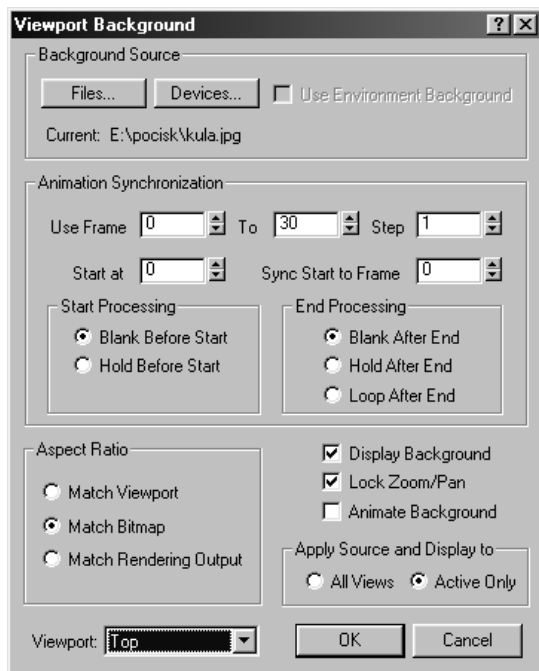 Viewport Background
Background Source
Files... Devices... Use Environment Background
Current: E:\pocisk\kula.jpg
Animation Synchronization
Use Frame 0 To 30 Step 1
Start at 0 Sync Start to Frame 0
Start Processing
Blank Before Start
Hold Before Start
End Processing
Blank After End
Hold After End
Loop After End
Aspect Ratio
Match Viewport
Match Bitmap
Match Rendering Output
Display Background
Lock Zoom/Pan
Animate Background
Apply Source and Display to
All Views Active Only
Viewport: Top OK Cancel